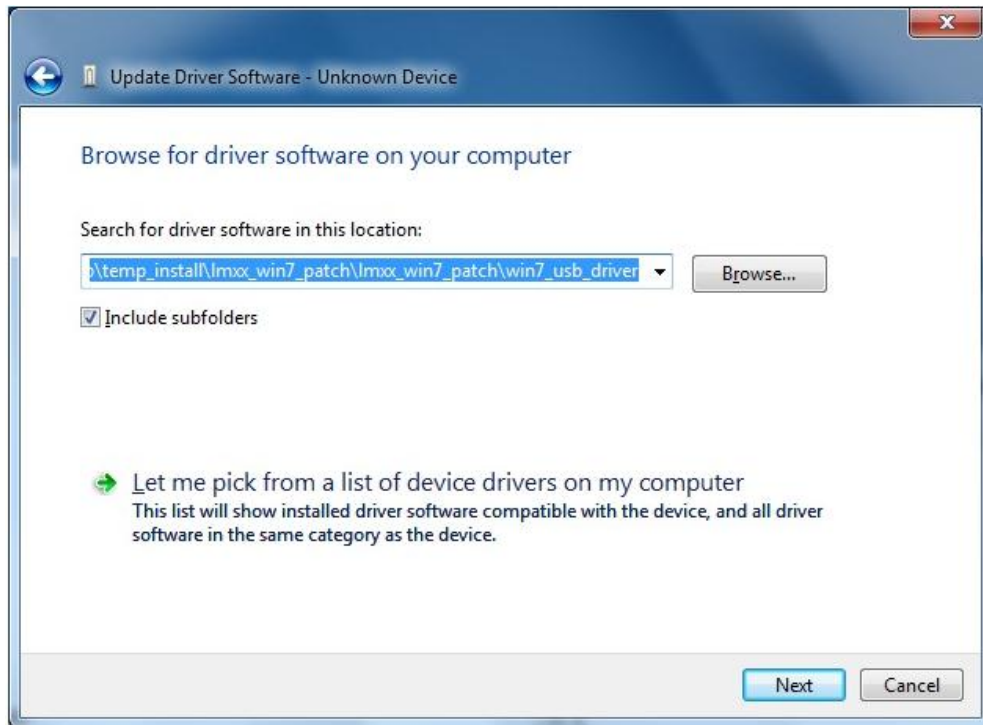 Update Driver Software - Unknown Device
Browse for driver software on your computer
Search for driver software in this location:
\temp_install\lmxx_win7_patch\lmxx_win7_patch\win7_usb_driver
Browse...
Include subfolders
Let me pick from a list of device drivers on my computer
This list will show installed driver software compatible with the device, and all driver
software in the same category as the device.
Next
Cancel